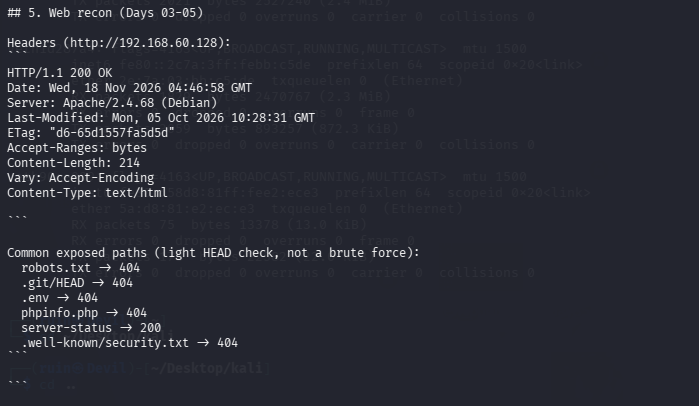 ## 5. Web recon (Days 03-05)
Headers (http://192.168.60.128):
```
HTTP/1.1 200 OK
Date: Wed, 18 Nov 2026 04:46:58 GMT
Server: Apache/2.4.68 (Debian)
Last-Modified: Mon, 05 Oct 2026 10:28:31 GMT
ETag: "d6-65d1557fa5d5d"
Accept-Ranges: bytes
Content-Length: 214
Vary: Accept-Encoding
Content-Type: text/html
```
Common exposed paths (light HEAD check, not a brute force):
robots.txt → 404
.git/HEAD → 404
.env → 404
phpinfo.php → 404
server-status → 200
.well-known/security.txt → 404
```
~/Desktop/kali
```